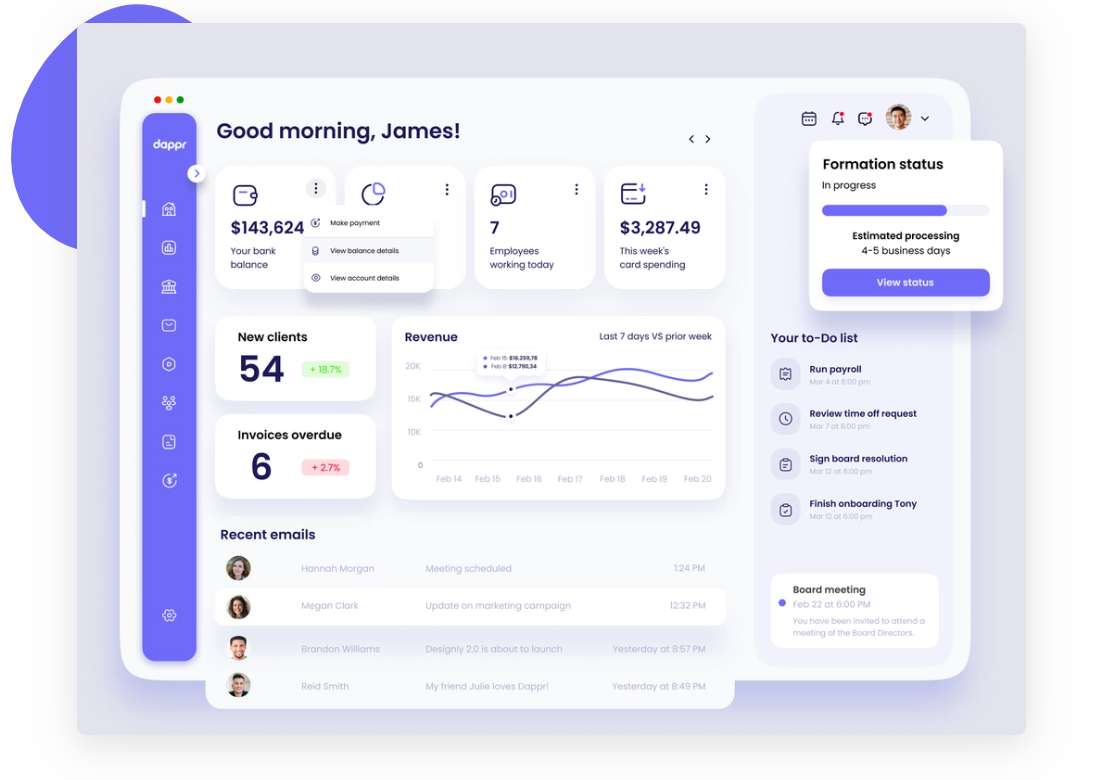 dappr
Good morning, James!
$143,624
Your bank
balance
Make payment
View balance details
View account details
7
Employees
working today
$3,287.49
This week's
card spending
New clients
54
+ 18.7%
Invoices overdue
6
+ 2.7%
Revenue
Last 7 days VS prior week
20K
15K
10K
0
Feb 15: $16.259,78
Feb 8: $12.790,34
Feb 14 Feb 15 Feb 16 Feb 17 Feb 18 Feb 19 Feb 20
Recent emails
Hannah Morgan Meeting scheduled 1:24 PM
Megan Clark Update on marketing campaign 12:32 PM
Brandon Williams Designly 2.0 is about to launch Yesterday at 8:57 PM
Reid Smith My friend Julie loves Dappr! Yesterday at 8:49 PM
Formation status
In progress
Estimated processing
4-5 business days
View status
Your to-Do list
Run payroll
Mar 4 at 6:00 pm
Review time off request
Mar 7 at 6:00 pm
Sign board resolution
Mar 12 at 6:00 pm
Finish onboarding Tony
Mar 12 at 6:00 pm
Board meeting
Feb 22 at 6:00 PM
You have been invited to attend a
meeting of the Board Directors.